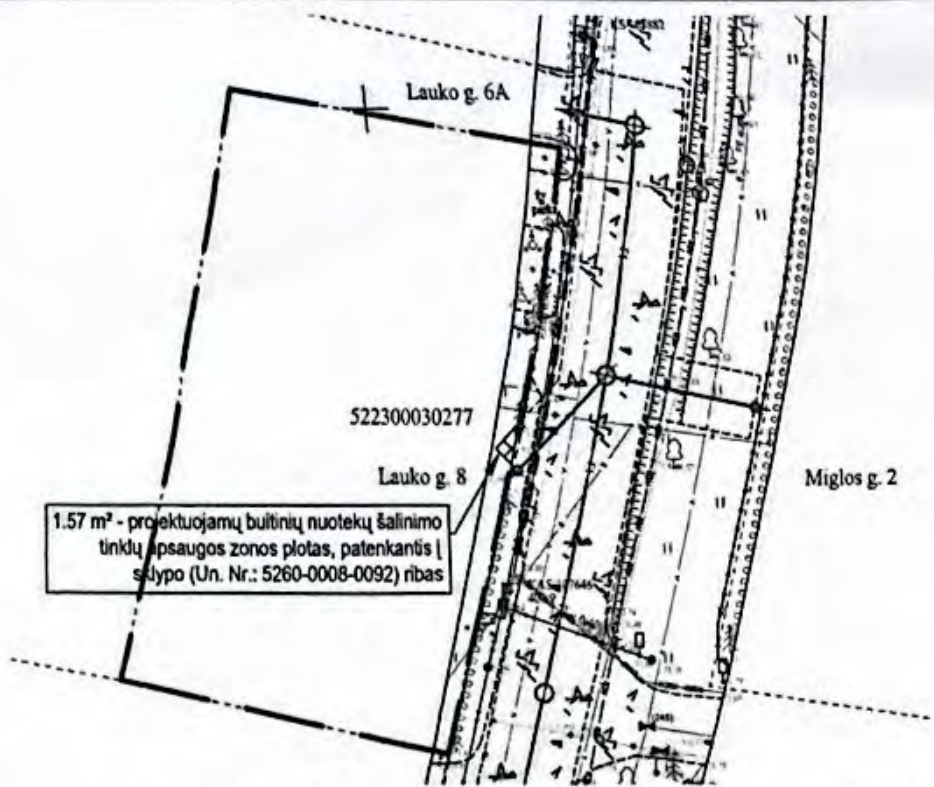 Lauko g. 6A
522300030277
Lauko g. 8
Miglos g. 2
1.57 m² - projektuojamų buitinių nuotekų šalinimo
tinklų apsaugos zonos plotas, patenkantis į
sklypo (Un. Nr.: 5260-0008-0092) ribas